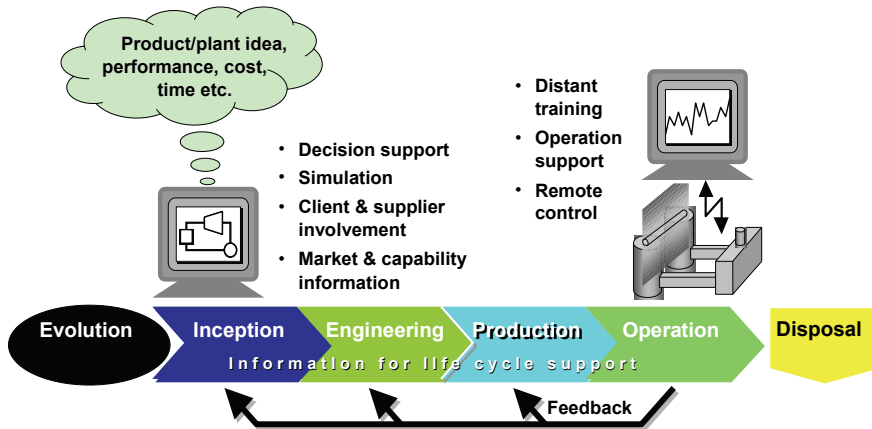 Product/plant idea,
performance, cost,
time etc.
• Decision support
• Simulation
• Client & supplier
involvement
• Market & capability
information
• Distant
training
• Operation
support
• Remote
control
Evolution
Inception
Engineering
Production
Operation
Disposal
Information for life cycle support
Feedback